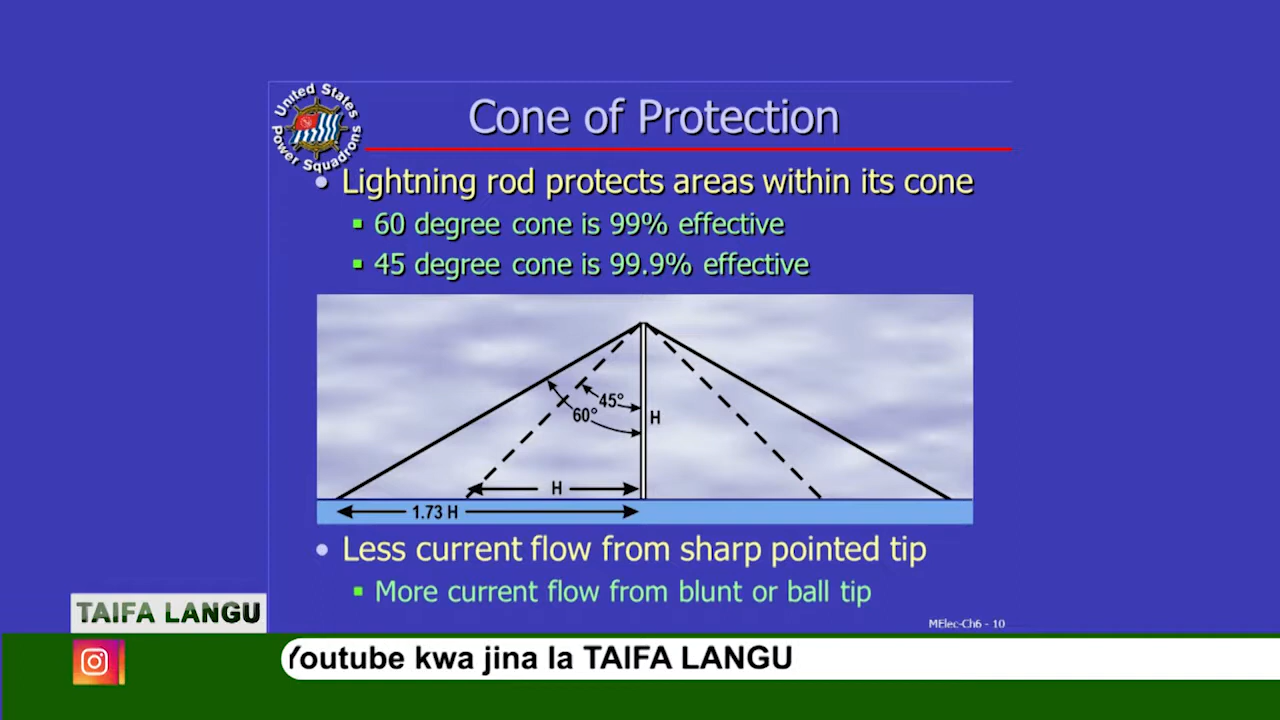 United States
Power Squadrons
Cone of Protection
• Lightning rod protects areas within its cone
▪ 60 degree cone is 99% effective
▪ 45 degree cone is 99.9% effective
45°
60°
H
H
1.73 H
• Less current flow from sharp pointed tip
▪ More current flow from blunt or ball tip
MElec-Ch6 - 10
TAIFA LANGU
Youtube kwa jina la TAIFA LANGU